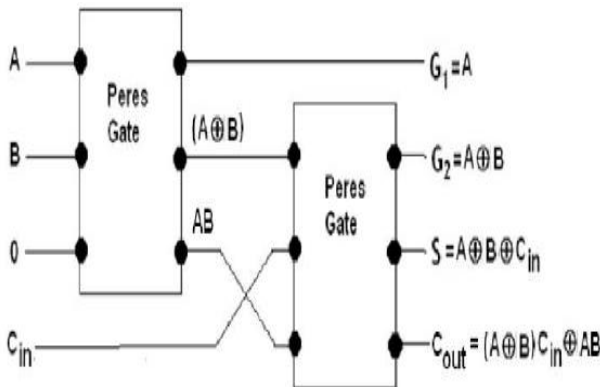 A
Peres
Gate
G₁=A
B
(A⊕B)
G₂=A⊕B
Peres
Gate
0
AB
S=A⊕B⊕Cin
Cin
Cout=(A⊕B)Cin⊕AB